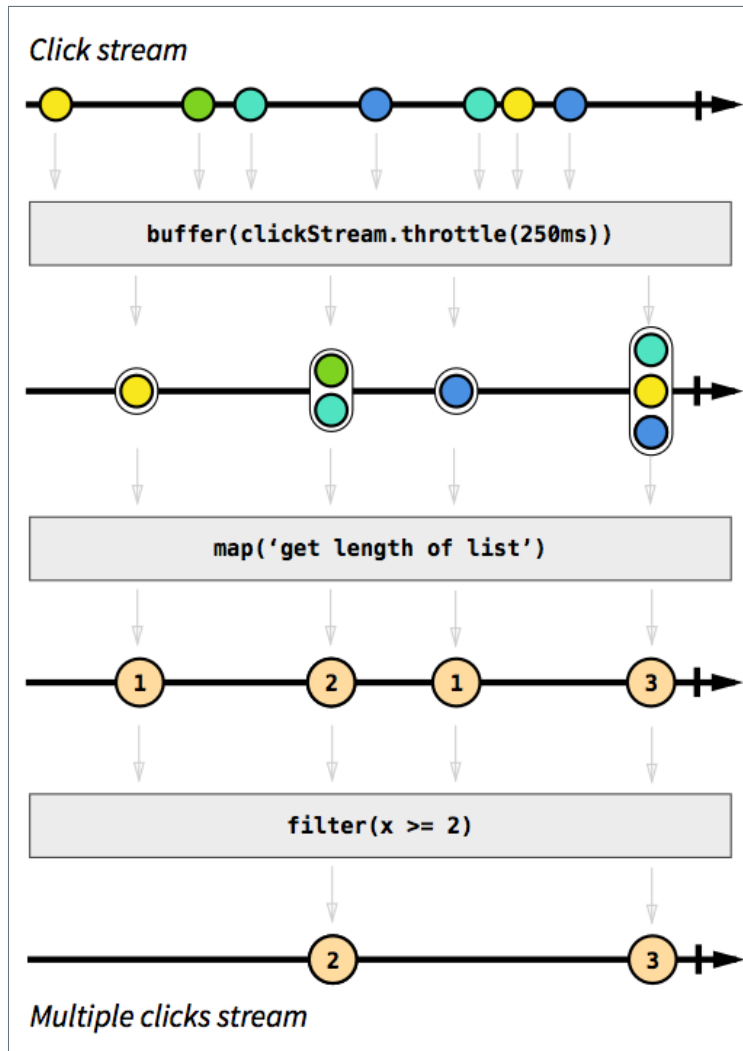 Click stream
buffer(clickStream.throttle(250ms))
map(‘get length of list’)
1 2 1 3
filter(x >= 2)
2 3
Multiple clicks stream